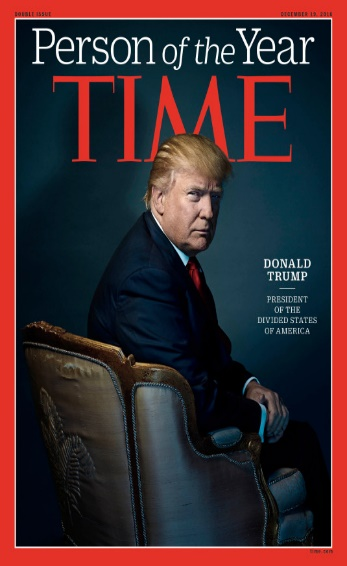 DOUBLE ISSUE
DECEMBER 19, 2016
Person of the Year
TIME
DONALD
TRUMP
PRESIDENT
OF THE
DIVIDED STATES
OF AMERICA